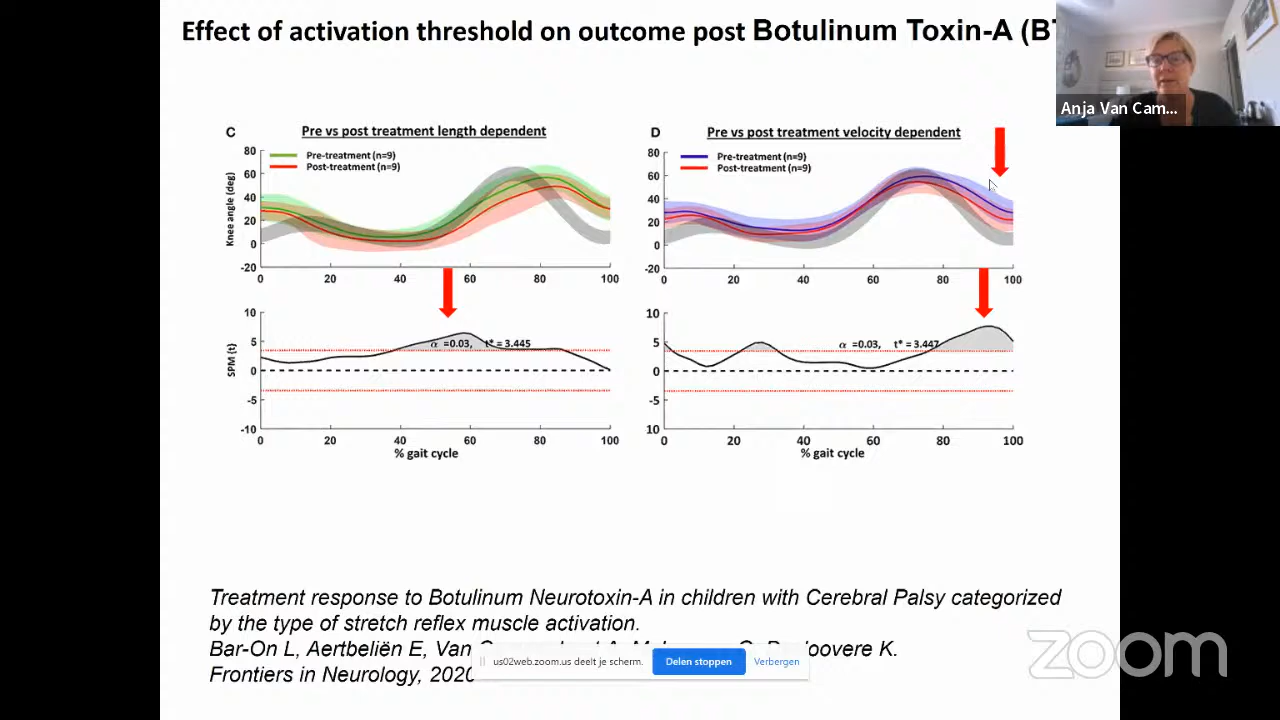 Effect of activation threshold on outcome post Botulinum Toxin-A (B
Anja Van Cam...
C
Pre vs post treatment length dependent
Pre-treatment (n=9)
Post-treatment (n=9)
80
60
40
20
0
-20
Knee angle (deg)
0 20 40 60 80 100
D
Pre vs post treatment velocity dependent
Pre-treatment (n=9)
Post-treatment (n=9)
80
60
40
20
0
-20
0 20 40 60 80 100
10
5
0
-5
-10
SPM (t)
α =0.03, t* = 3.445
0 20 40 60 80 100
% gait cycle
10
5
0
-5
10
α =0.03, t* = 3.447
0 20 40 60 80 100
% gait cycle
Treatment response to Botulinum Neurotoxin-A in children with Cerebral Palsy categorized
by the type of stretch reflex muscle activation.
Bar-On L, Aertbeliën E, Van K.
Frontiers in Neurology, 2020
us02web.zoom.us deelt je scherm. Delen stoppen Verbergen
zoom